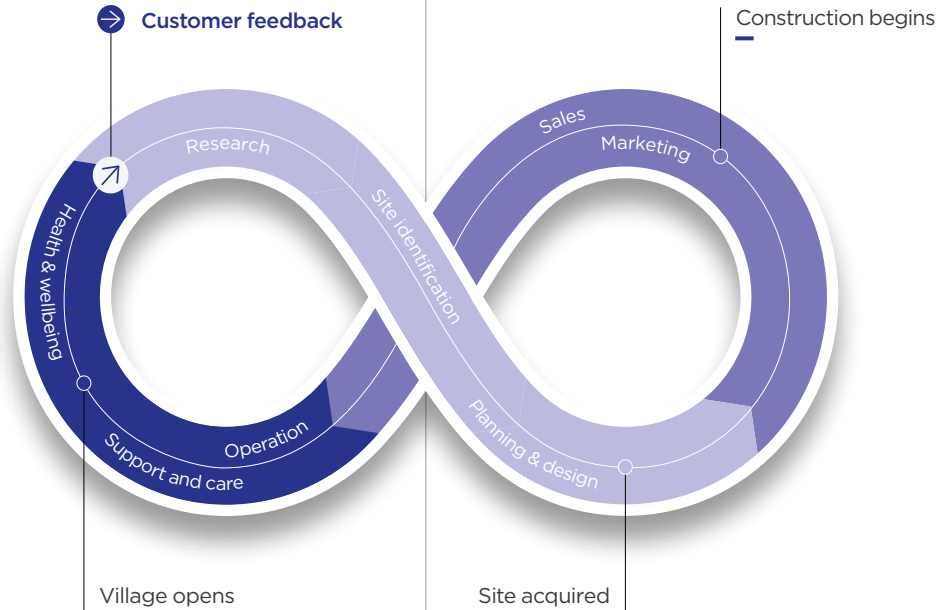 Customer feedback
Construction begins
Sales
Marketing
Research
Site identification
Health & wellbeing
Planning & design
Operation
Support and care
Village opens
Site acquired